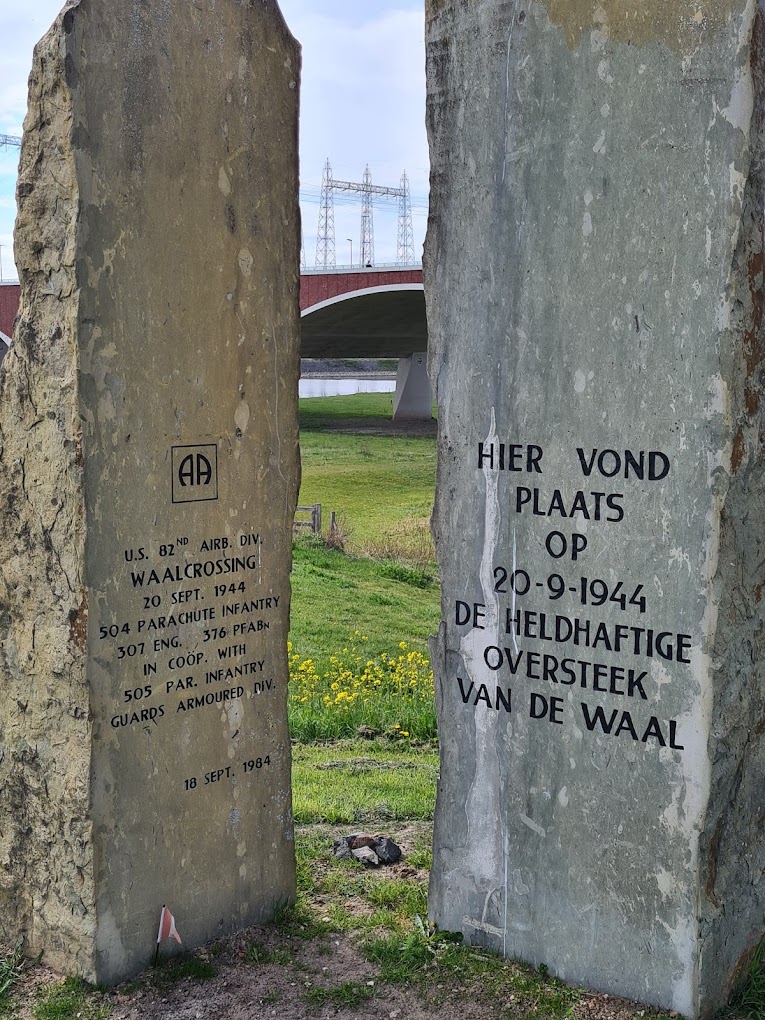 AA
U.S. 82ND AIRB. DIV.
WAALCROSSING
20 SEPT. 1944
504 PARACHUTE INFANTRY
307 ENG. 376 PFABn
IN COÖP. WITH
505 PAR. INFANTRY
GUARDS ARMOURED DIV.
18 SEPT. 1984
HIER VOND
PLAATS
OP
20-9-1944
DE HELDHAFTIGE
OVERSTEEK
VAN DE WAAL